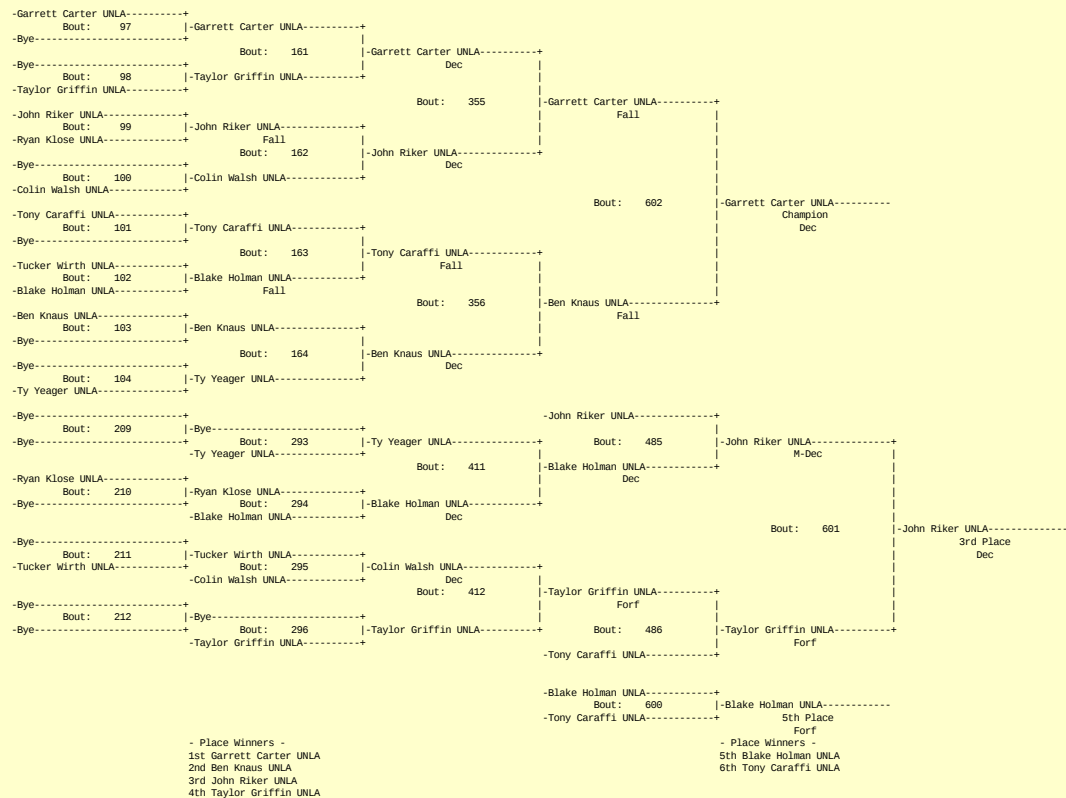 -Garrett Carter UNLA----------+
Bout: 97 |-Garrett Carter UNLA----------+
-Bye--------------------------+ |
Bout: 161 |-Garrett Carter UNLA----------+
-Bye--------------------------+ | Dec |
Bout: 98 |-Taylor Griffin UNLA----------+ |
-Taylor Griffin UNLA----------+ |
Bout: 355 |-Garrett Carter UNLA----------+
-John Riker UNLA--------------+ | Fall |
Bout: 99 |-John Riker UNLA--------------+ | |
-Ryan Klose UNLA--------------+ Fall | | |
Bout: 162 |-John Riker UNLA--------------+ |
-Bye--------------------------+ | Dec |
Bout: 100 |-Colin Walsh UNLA-------------+ |
-Colin Walsh UNLA-------------+ |
Bout: 602 |-Garrett Carter UNLA----------
-Tony Caraffi UNLA------------+ | Champion
Bout: 101 |-Tony Caraffi UNLA------------+ | Dec
-Bye--------------------------+ | |
Bout: 163 |-Tony Caraffi UNLA------------+ |
-Tucker Wirth UNLA------------+ | Fall | |
Bout: 102 |-Blake Holman UNLA------------+ | |
-Blake Holman UNLA------------+ Fall | |
Bout: 356 |-Ben Knaus UNLA---------------+
-Ben Knaus UNLA---------------+ | Fall
Bout: 103 |-Ben Knaus UNLA---------------+ |
-Bye--------------------------+ | |
Bout: 164 |-Ben Knaus UNLA---------------+
-Bye--------------------------+ | Dec
Bout: 104 |-Ty Yeager UNLA---------------+
-Ty Yeager UNLA---------------+
-Bye--------------------------+ -John Riker UNLA--------------+
Bout: 209 |-Bye--------------------------+ |
-Bye--------------------------+ Bout: 293 |-Ty Yeager UNLA---------------+ Bout: 485 |-John Riker UNLA--------------+
-Ty Yeager UNLA---------------+ | | M-Dec |
Bout: 411 |-Blake Holman UNLA------------+ |
-Ryan Klose UNLA--------------+ | Dec |
Bout: 210 |-Ryan Klose UNLA--------------+ | |
-Bye--------------------------+ Bout: 294 |-Blake Holman UNLA------------+ |
-Blake Holman UNLA------------+ Dec |
Bout: 601 |-John Riker UNLA--------------
-Bye--------------------------+ | 3rd Place
Bout: 211 |-Tucker Wirth UNLA------------+ | Dec
-Tucker Wirth UNLA------------+ Bout: 295 |-Colin Walsh UNLA-------------+ |
-Colin Walsh UNLA-------------+ Dec | |
Bout: 412 |-Taylor Griffin UNLA----------+ |
-Bye--------------------------+ | Forf | |
Bout: 212 |-Bye--------------------------+ | | |
-Bye--------------------------+ Bout: 296 |-Taylor Griffin UNLA----------+ Bout: 486 |-Taylor Griffin UNLA----------+
-Taylor Griffin UNLA----------+ | Forf
-Tony Caraffi UNLA------------+
-Blake Holman UNLA------------+
Bout: 600 |-Blake Holman UNLA------------
-Tony Caraffi UNLA------------+ 5th Place
Forf
- Place Winners - - Place Winners -
1st Garrett Carter UNLA 5th Blake Holman UNLA
2nd Ben Knaus UNLA 6th Tony Caraffi UNLA
3rd John Riker UNLA
4th Taylor Griffin UNLA